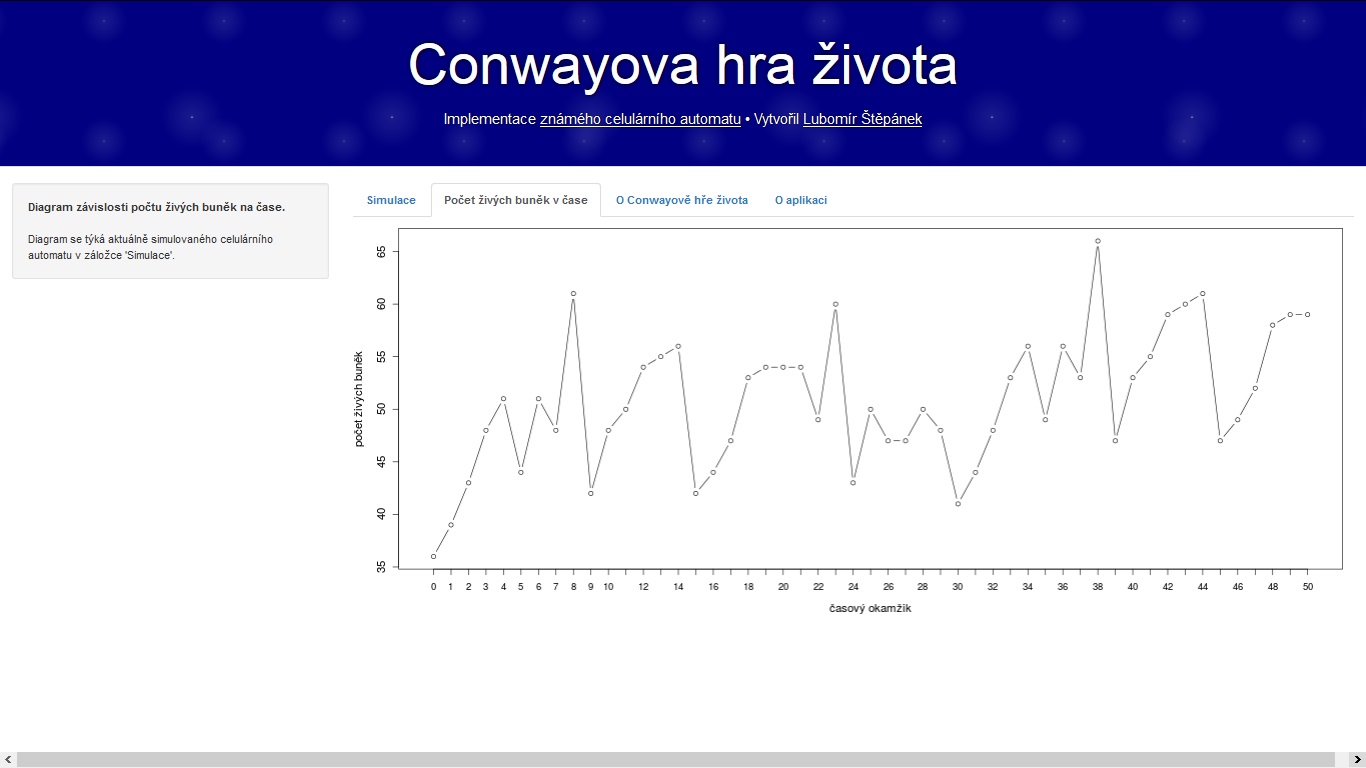 Conwayova hra života
Implementace známého celulárního automatu • Vytvořil Lubomír Štěpánek
Diagram závislosti počtu živých buněk na čase.
Diagram se týká aktuálně simulovaného celulárního
automatu v záložce 'Simulace'.
Simulace
Počet živých buněk v čase
O Conwayově hře života
O aplikaci
počet živých buněk
65
60
55
50
45
40
35
0 1 2 3 4 5 6 7 8 9 10 12 14 16 18 20 22 24 26 28 30 32 34 36 38 40 42 44 46 48 50
časový okamžik